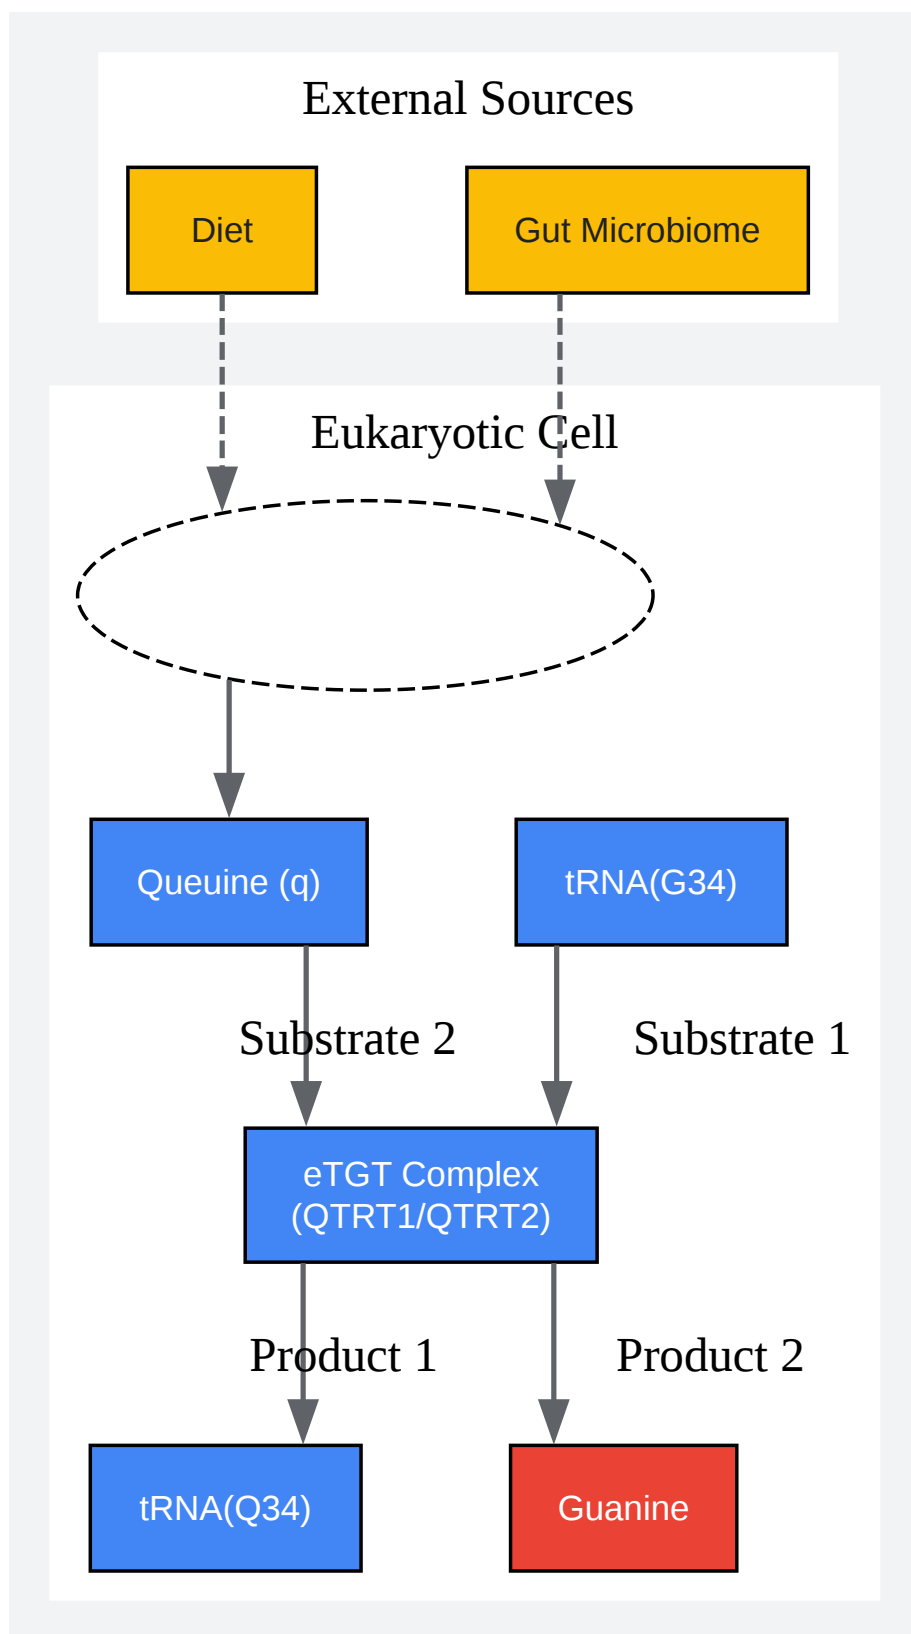 External Sources
Diet
Gut Microbiome
Eukaryotic Cell
Queuine (q)
tRNA(G34)
Substrate 2
Substrate 1
eTGT Complex
(QTRT1/QTRT2)
Product 1
Product 2
tRNA(Q34)
Guanine